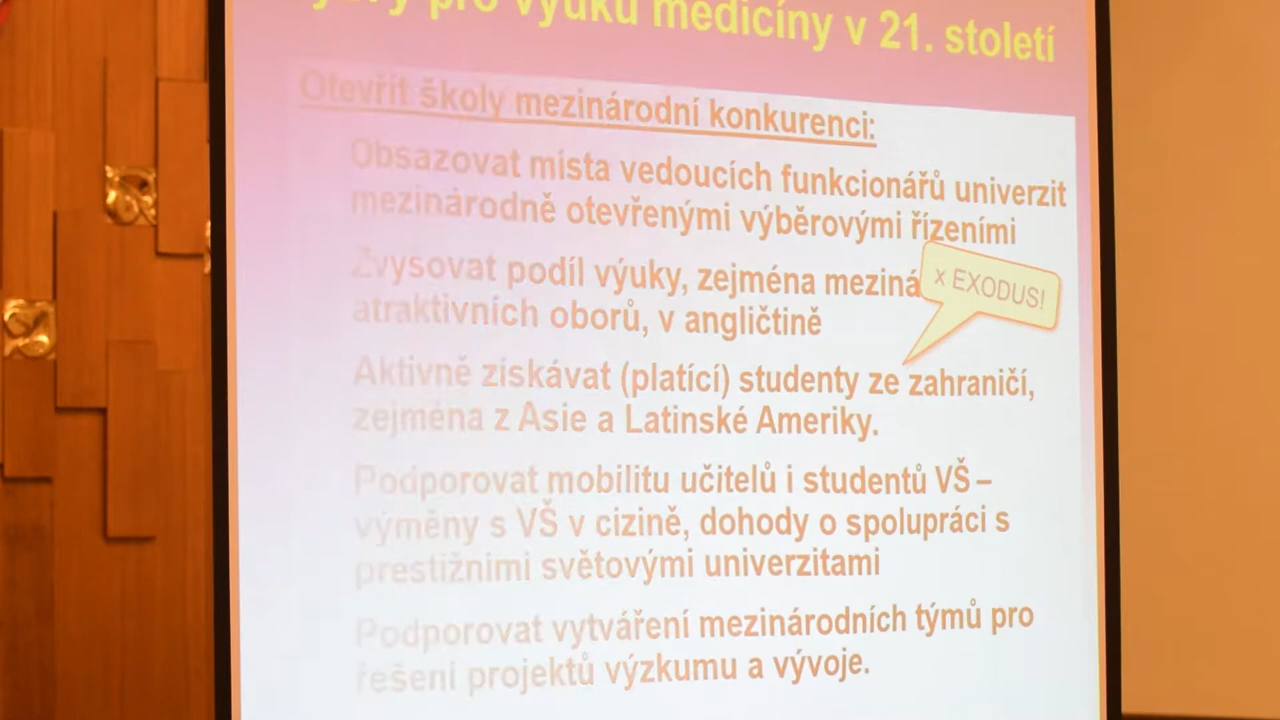 pro výuku medicíny v 21. století
Otevřít školy mezinárodní konkurenci:
Obsazovat místa vedoucích funkcionářů univerzit
mezinárodně otevřenými výběrovými řízeními
Zvysovat podíl výuky, zejména meziná
x EXODUS!
atraktivních oborů, v angličtině
Aktivně získávat (platící) studenty ze zahraničí,
zejména z Asie a Latinské Ameriky.
Podporovat mobilitu učitelů i studentů VŠ –
výměny s VŠ v cizině, dohody o spolupráci s
prestižnimi světovými univerzitami
Podporovat vytváření mezinárodních týmů pro
řešení projektů výzkumu a vývoje.